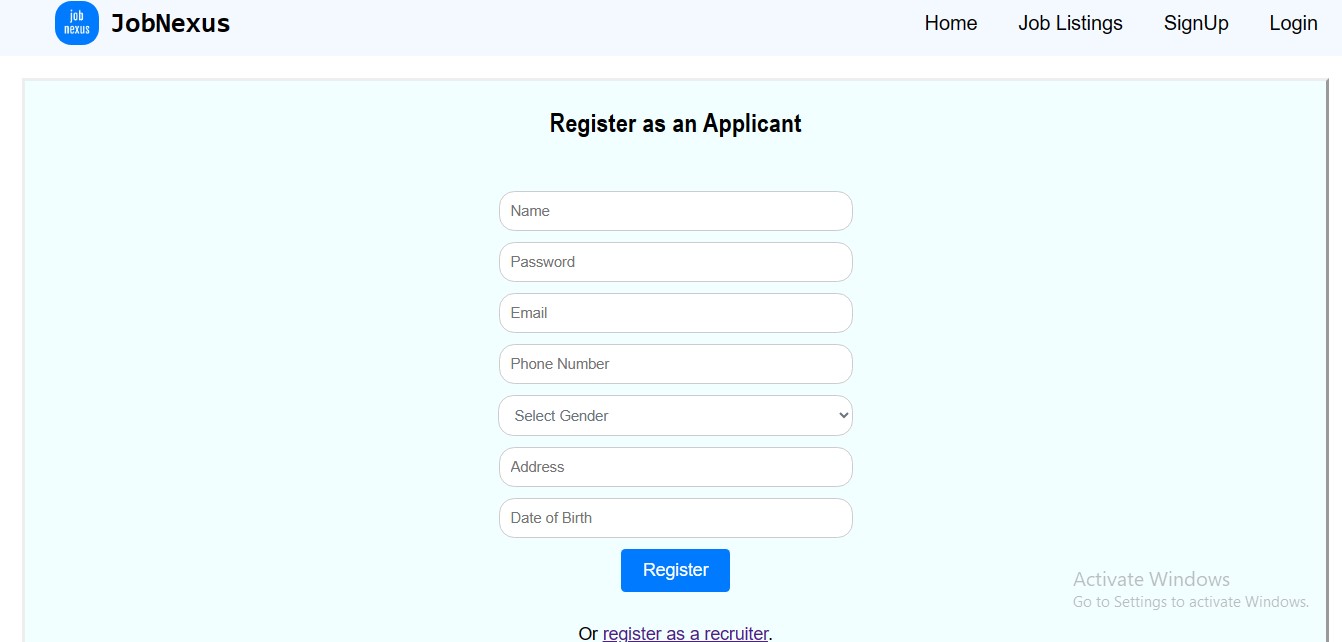 job
nexus
JobNexus
Home
Job Listings
SignUp
Login
Register as an Applicant
Name
Password
Email
Phone Number
Select Gender
Address
Date of Birth
Register
Activate Windows
Go to Settings to activate Windows.
Or register as a recruiter.